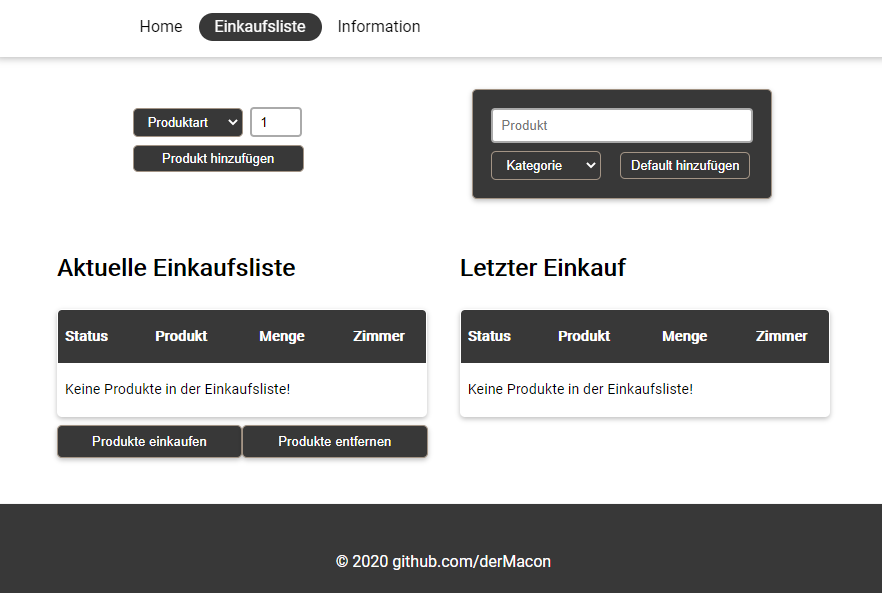 Home Einkaufsliste Information
Produktart 1
Produkt hinzufügen
Produkt
Kategorie Default hinzufügen
Aktuelle Einkaufsliste
Status Produkt Menge Zimmer
Keine Produkte in der Einkaufsliste!
Produkte einkaufen Produkte entfernen
Letzter Einkauf
Status Produkt Menge Zimmer
Keine Produkte in der Einkaufsliste!
© 2020 github.com/derMacon